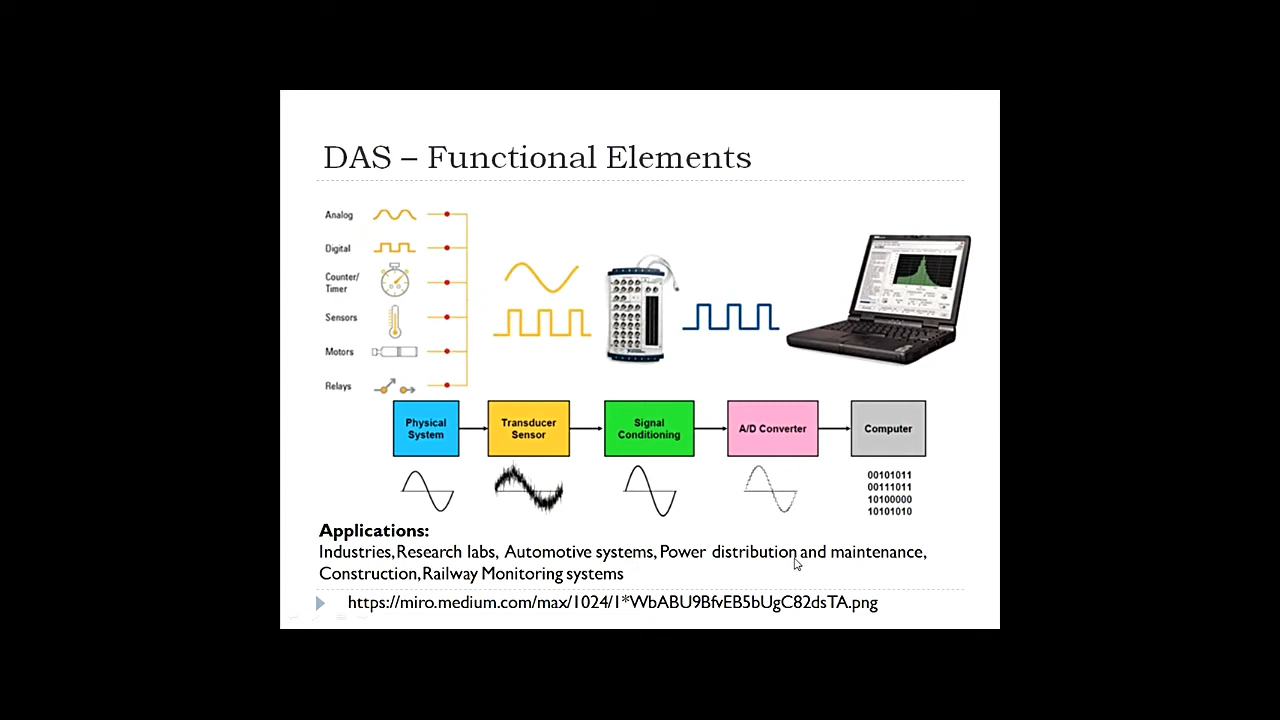 DAS – Functional Elements
Analog
Digital
Counter/
Timer
Sensors
Motors
Relays
Physical
System
Transducer
Sensor
Signal
Conditioning
A/D Converter
Computer
00101011
00111011
10100000
10101010
Applications:
Industries, Research labs, Automotive systems, Power distribution and maintenance,
Construction, Railway Monitoring systems
https://miro.medium.com/max/1024/1*WbABU9BfvEB5bUgC82dsTA.png